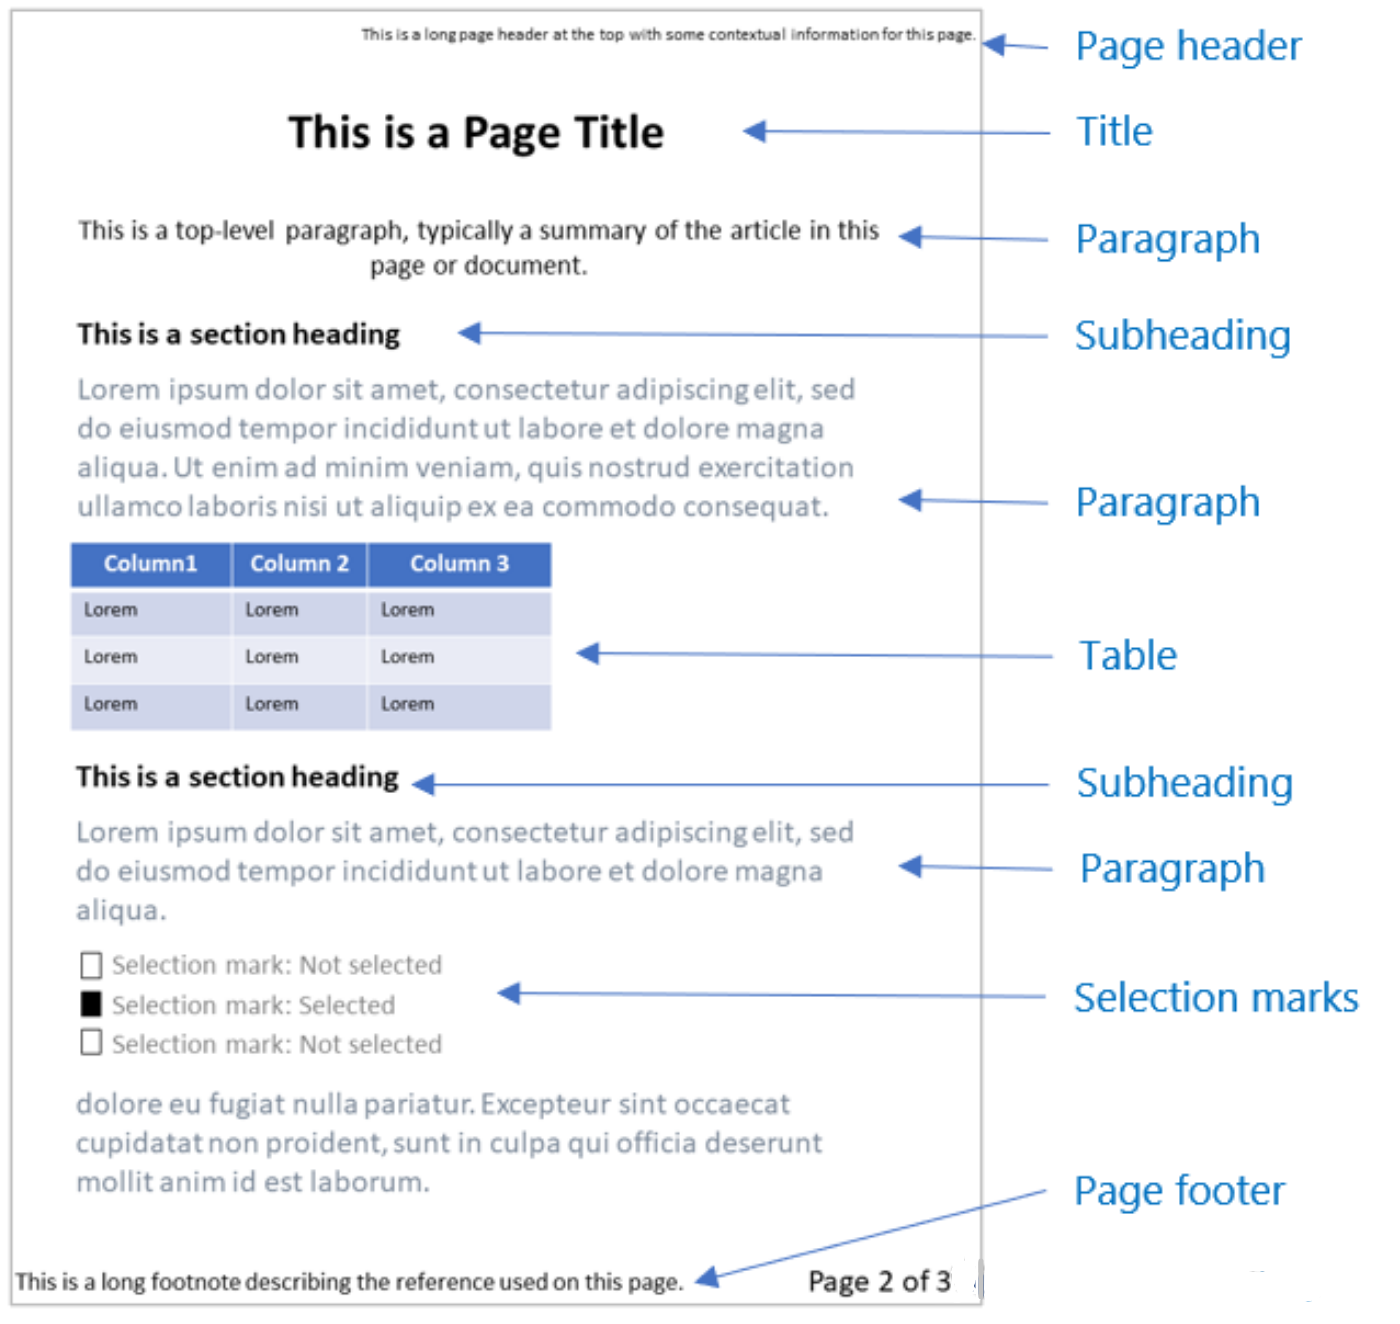 This is a long page header at the top with some contextual information for this page.
Page header
This is a Page Title
Title
This is a top-level paragraph, typically a summary of the article in this
page or document.
Paragraph
This is a section heading
Subheading
Lorem ipsum dolor sit amet, consectetur adipiscing elit, sed
do eiusmod tempor incididunt ut labore et dolore magna
aliqua. Ut enim ad minim veniam, quis nostrud exercitation
ullamco laboris nisi ut aliquip ex ea commodo consequat.
Paragraph
Column1 Column 2 Column 3
Lorem Lorem Lorem
Lorem Lorem Lorem
Lorem Lorem Lorem
Table
This is a section heading
Subheading
Lorem ipsum dolor sit amet, consectetur adipiscing elit, sed
do eiusmod tempor incididunt ut labore et dolore magna
aliqua.
Paragraph
Selection mark: Not selected
Selection mark: Selected
Selection mark: Not selected
Selection marks
dolore eu fugiat nulla pariatur. Excepteur sint occaecat
cupidatat non proident, sunt in culpa qui officia deserunt
mollit anim id est laborum.
Page footer
This is a long footnote describing the reference used on this page.
Page 2 of 3